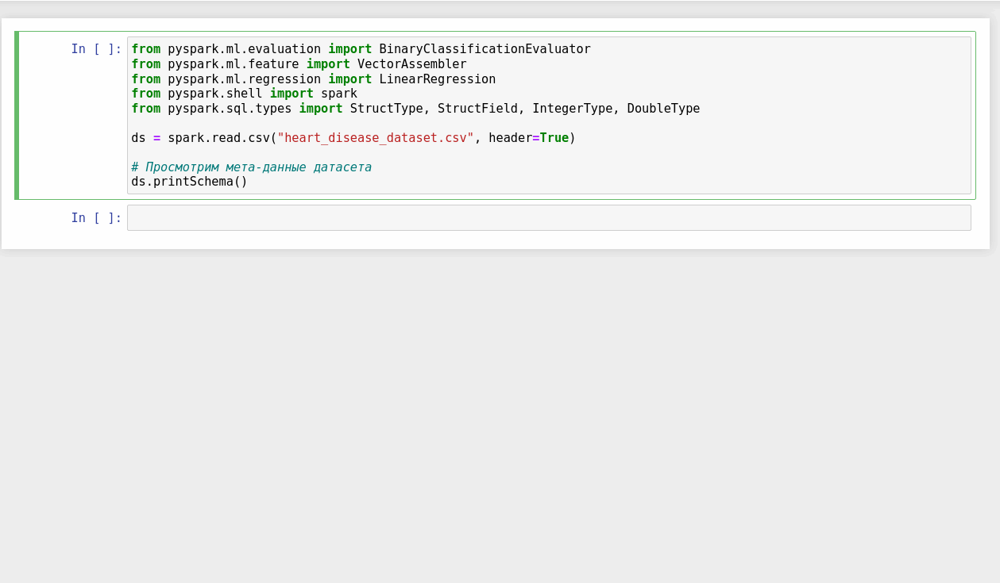 In [ ]: from pyspark.ml.evaluation import BinaryClassificationEvaluator
from pyspark.ml.feature import VectorAssembler
from pyspark.ml.regression import LinearRegression
from pyspark.shell import spark
from pyspark.sql.types import StructType, StructField, IntegerType, DoubleType
ds = spark.read.csv("heart_disease_dataset.csv", header=True)
# Просмотрим мета-данные датасета
ds.printSchema()
In [ ]: